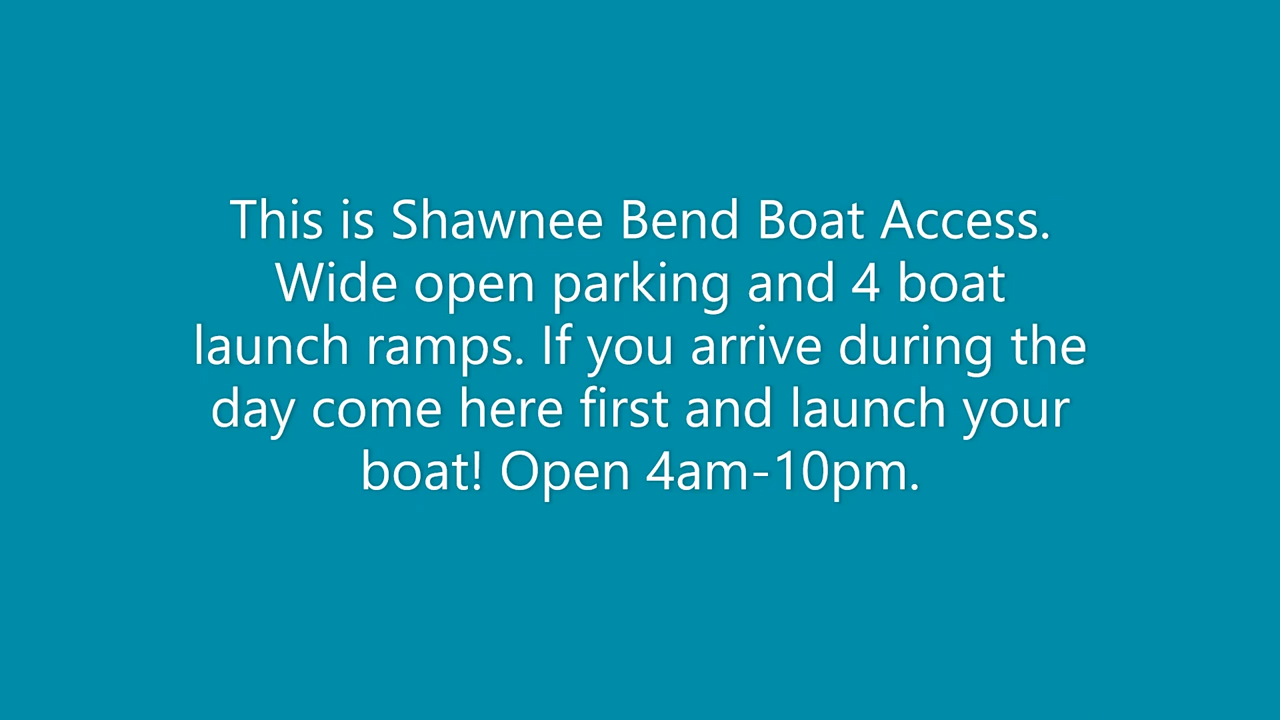 This is Shawnee Bend Boat Access.
Wide open parking and 4 boat
launch ramps. If you arrive during the
day come here first and launch your
boat! Open 4am-10pm.